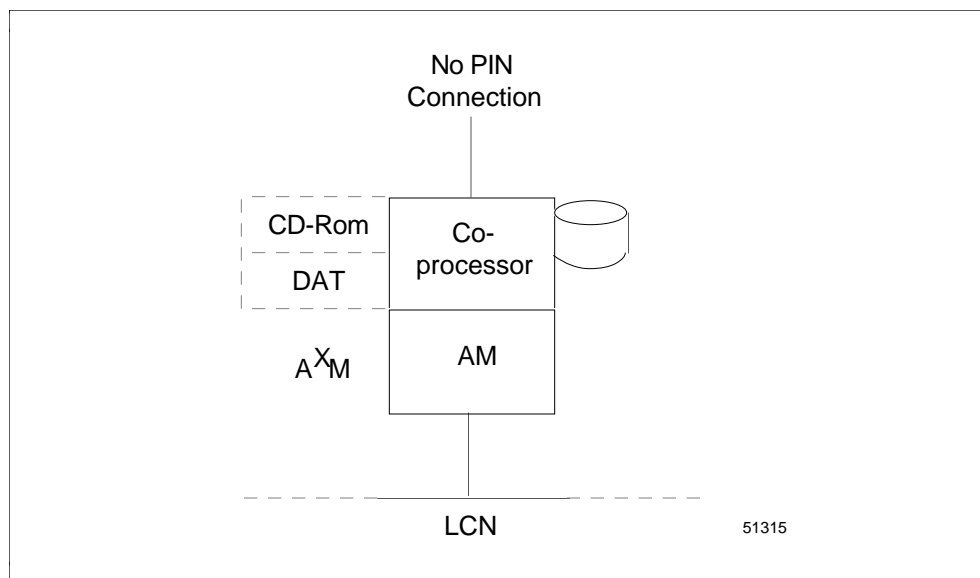 No PIN
Connection
CD-Rom
Co-
processor
DAT
AXM
AM
LCN
51315